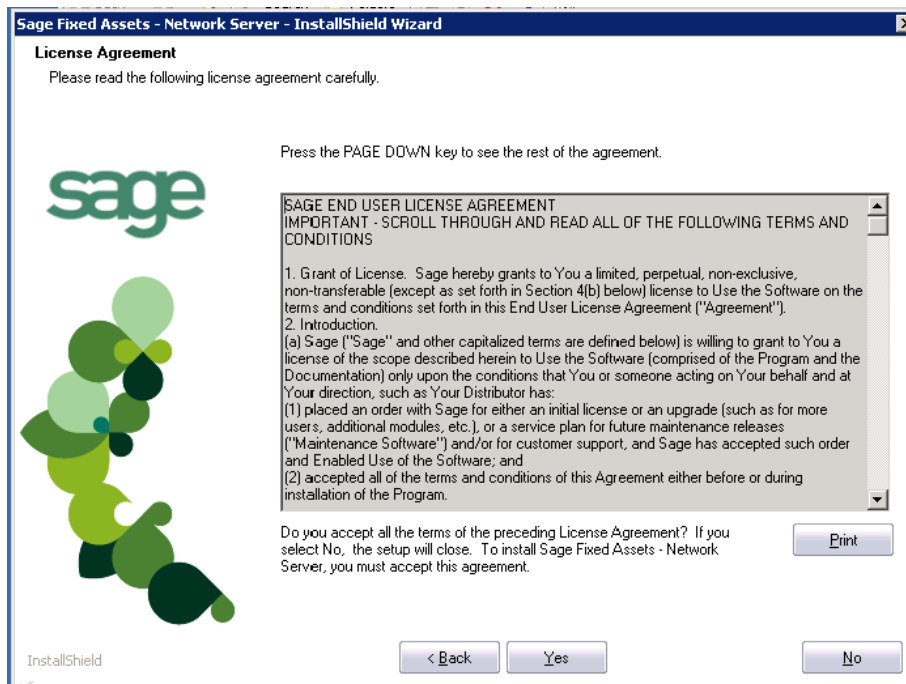 Sage Fixed Assets - Network Server - InstallShield Wizard
License Agreement
Please read the following license agreement carefully.
Press the PAGE DOWN key to see the rest of the agreement.
sage
SAGE END USER LICENSE AGREEMENT
IMPORTANT - SCROLL THROUGH AND READ ALL OF THE FOLLOWING TERMS AND
CONDITIONS
1. Grant of License. Sage hereby grants to You a limited, perpetual, non-exclusive,
non-transferable (except as set forth in Section 4(b) below) license to Use the Software on the
terms and conditions set forth in this End User License Agreement ("Agreement").
2. Introduction.
(a) Sage ("Sage" and other capitalized terms are defined below) is willing to grant to You a
license of the scope described herein to Use the Software (comprised of the Program and the
Documentation) only upon the conditions that You or someone acting on Your behalf and at
Your direction, such as Your Distributor has:
(1) placed an order with Sage for either an initial license or an upgrade (such as for more
users, additional modules, etc.), or a service plan for future maintenance releases
("Maintenance Software") and/or for customer support, and Sage has accepted such order
and Enabled Use of the Software; and
(2) accepted all of the terms and conditions of this Agreement either before or during
installation of the Program.
Do you accept all the terms of the preceding License Agreement? If you
select No, the setup will close. To install Sage Fixed Assets - Network
Server, you must accept this agreement.
Print
InstallShield
< Back
Yes
No